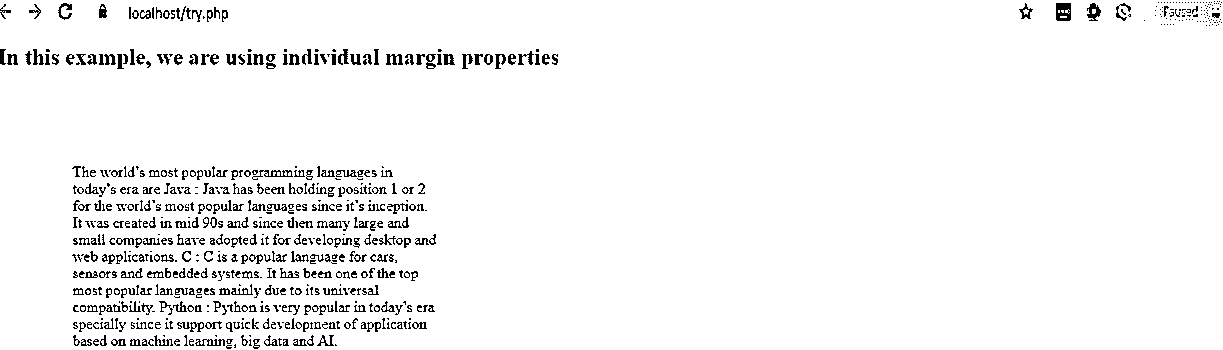 localhost/try.php
Paused
In this example, we are using individual margin properties
The world's most popular programming languages in
today's era are Java : Java has been holding position 1 or 2
for the world's most popular languages since it's inception.
It was created in mid 90s and since then many large and
small companies have adopted it for developing desktop and
web applications. C : C is a popular language for cars,
sensors and embedded systems. It has been one of the top
most popular languages mainly due to its universal
compatibility. Python : Python is very popular in today's era
specially since it support quick development of application
based on machine learning, big data and AI.